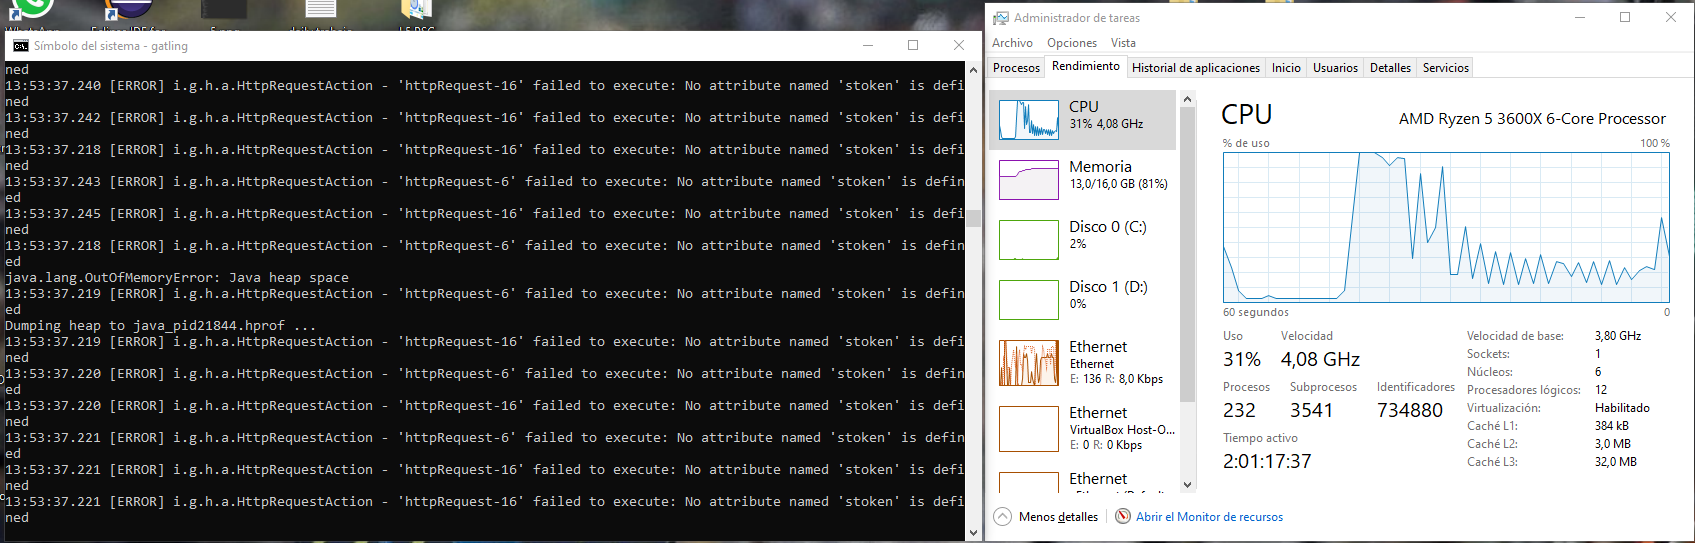 Símbolo del sistema - gatling
ned
13:53:37.240 [ERROR] i.g.h.a.HttpRequestAction - 'httpRequest-16' failed to execute: No attribute named 'stoken' is defi
ned
13:53:37.242 [ERROR] i.g.h.a.HttpRequestAction - 'httpRequest-16' failed to execute: No attribute named 'stoken' is defi
ned
13:53:37.218 [ERROR] i.g.h.a.HttpRequestAction - 'httpRequest-16' failed to execute: No attribute named 'stoken' is defi
ned
13:53:37.243 [ERROR] i.g.h.a.HttpRequestAction - 'httpRequest-6' failed to execute: No attribute named 'stoken' is defin
ed
13:53:37.245 [ERROR] i.g.h.a.HttpRequestAction - 'httpRequest-16' failed to execute: No attribute named 'stoken' is defi
ned
13:53:37.218 [ERROR] i.g.h.a.HttpRequestAction - 'httpRequest-6' failed to execute: No attribute named 'stoken' is defin
ed
java.lang.OutOfMemoryError: Java heap space
13:53:37.219 [ERROR] i.g.h.a.HttpRequestAction - 'httpRequest-6' failed to execute: No attribute named 'stoken' is defin
ed
Dumping heap to java_pid21844.hprof ...
13:53:37.219 [ERROR] i.g.h.a.HttpRequestAction - 'httpRequest-16' failed to execute: No attribute named 'stoken' is defi
ned
13:53:37.220 [ERROR] i.g.h.a.HttpRequestAction - 'httpRequest-6' failed to execute: No attribute named 'stoken' is defin
ed
13:53:37.220 [ERROR] i.g.h.a.HttpRequestAction - 'httpRequest-16' failed to execute: No attribute named 'stoken' is defi
ned
13:53:37.221 [ERROR] i.g.h.a.HttpRequestAction - 'httpRequest-6' failed to execute: No attribute named 'stoken' is defin
ed
13:53:37.221 [ERROR] i.g.h.a.HttpRequestAction - 'httpRequest-16' failed to execute: No attribute named 'stoken' is defi
ned
13:53:37.221 [ERROR] i.g.h.a.HttpRequestAction - 'httpRequest-16' failed to execute: No attribute named 'stoken' is defi
ned
Administrador de tareas
Archivo Opciones Vista
Procesos Rendimiento Historial de aplicaciones Inicio Usuarios Detalles Servicios
CPU
31% 4,08 GHz
Memoria
13,0/16,0 GB (81%)
Disco 0 (C:)
2%
Disco 1 (D:)
0%
Ethernet
Ethernet
E: 136 R: 8,0 Kbps
Ethernet
VirtualBox Host-O...
E: 0 R: 0 Kbps
Ethernet
CPU AMD Ryzen 5 3600X 6-Core Processor
% de uso 100 %
60 segundos 0
Uso Velocidad
31% 4,08 GHz
Procesos Subprocesos Identificadores
232 3541 734880
Tiempo activo
2:01:17:37
Velocidad de base: 3,80 GHz
Sockets: 1
Núcleos: 6
Procesadores lógicos: 12
Virtualización: Habilitado
Caché L1: 384 kB
Caché L2: 3,0 MB
Caché L3: 32,0 MB
Menos detalles Abrir el Monitor de recursos